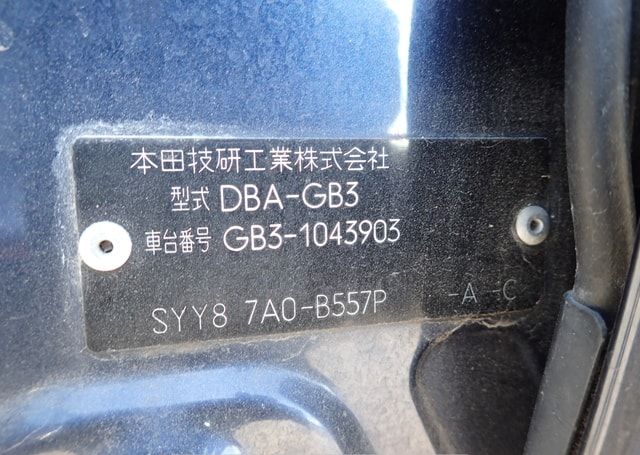 本田技研工業株式会社
型式 DBA-GB3
車台番号 GB3-1043903
SYY8 7A0-B557P -A -C